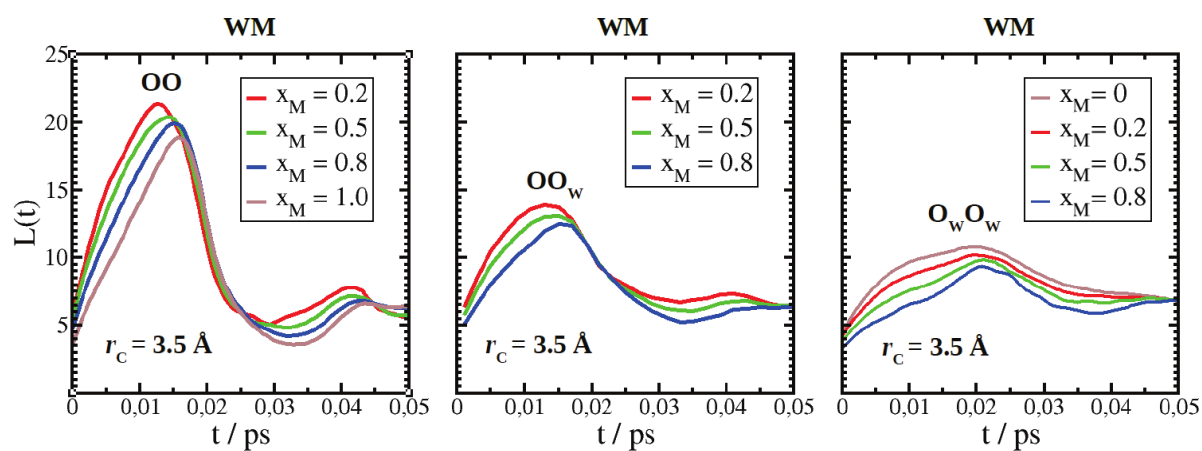 WM
25
20
15
10
5
L(t)
OO
x_M = 0.2
x_M = 0.5
x_M = 0.8
x_M = 1.0
r_C = 3.5 Å
0 0,01 0,02 0,03 0,04 0,05
t / ps
WM
x_M = 0.2
x_M = 0.5
x_M = 0.8
OO_W
r_C = 3.5 Å
0 0,01 0,02 0,03 0,04 0,05
t / ps
WM
x_M = 0
x_M = 0.2
x_M = 0.5
x_M = 0.8
O_wO_w
r_C = 3.5 Å
0 0,01 0,02 0,03 0,04 0,05
t / ps